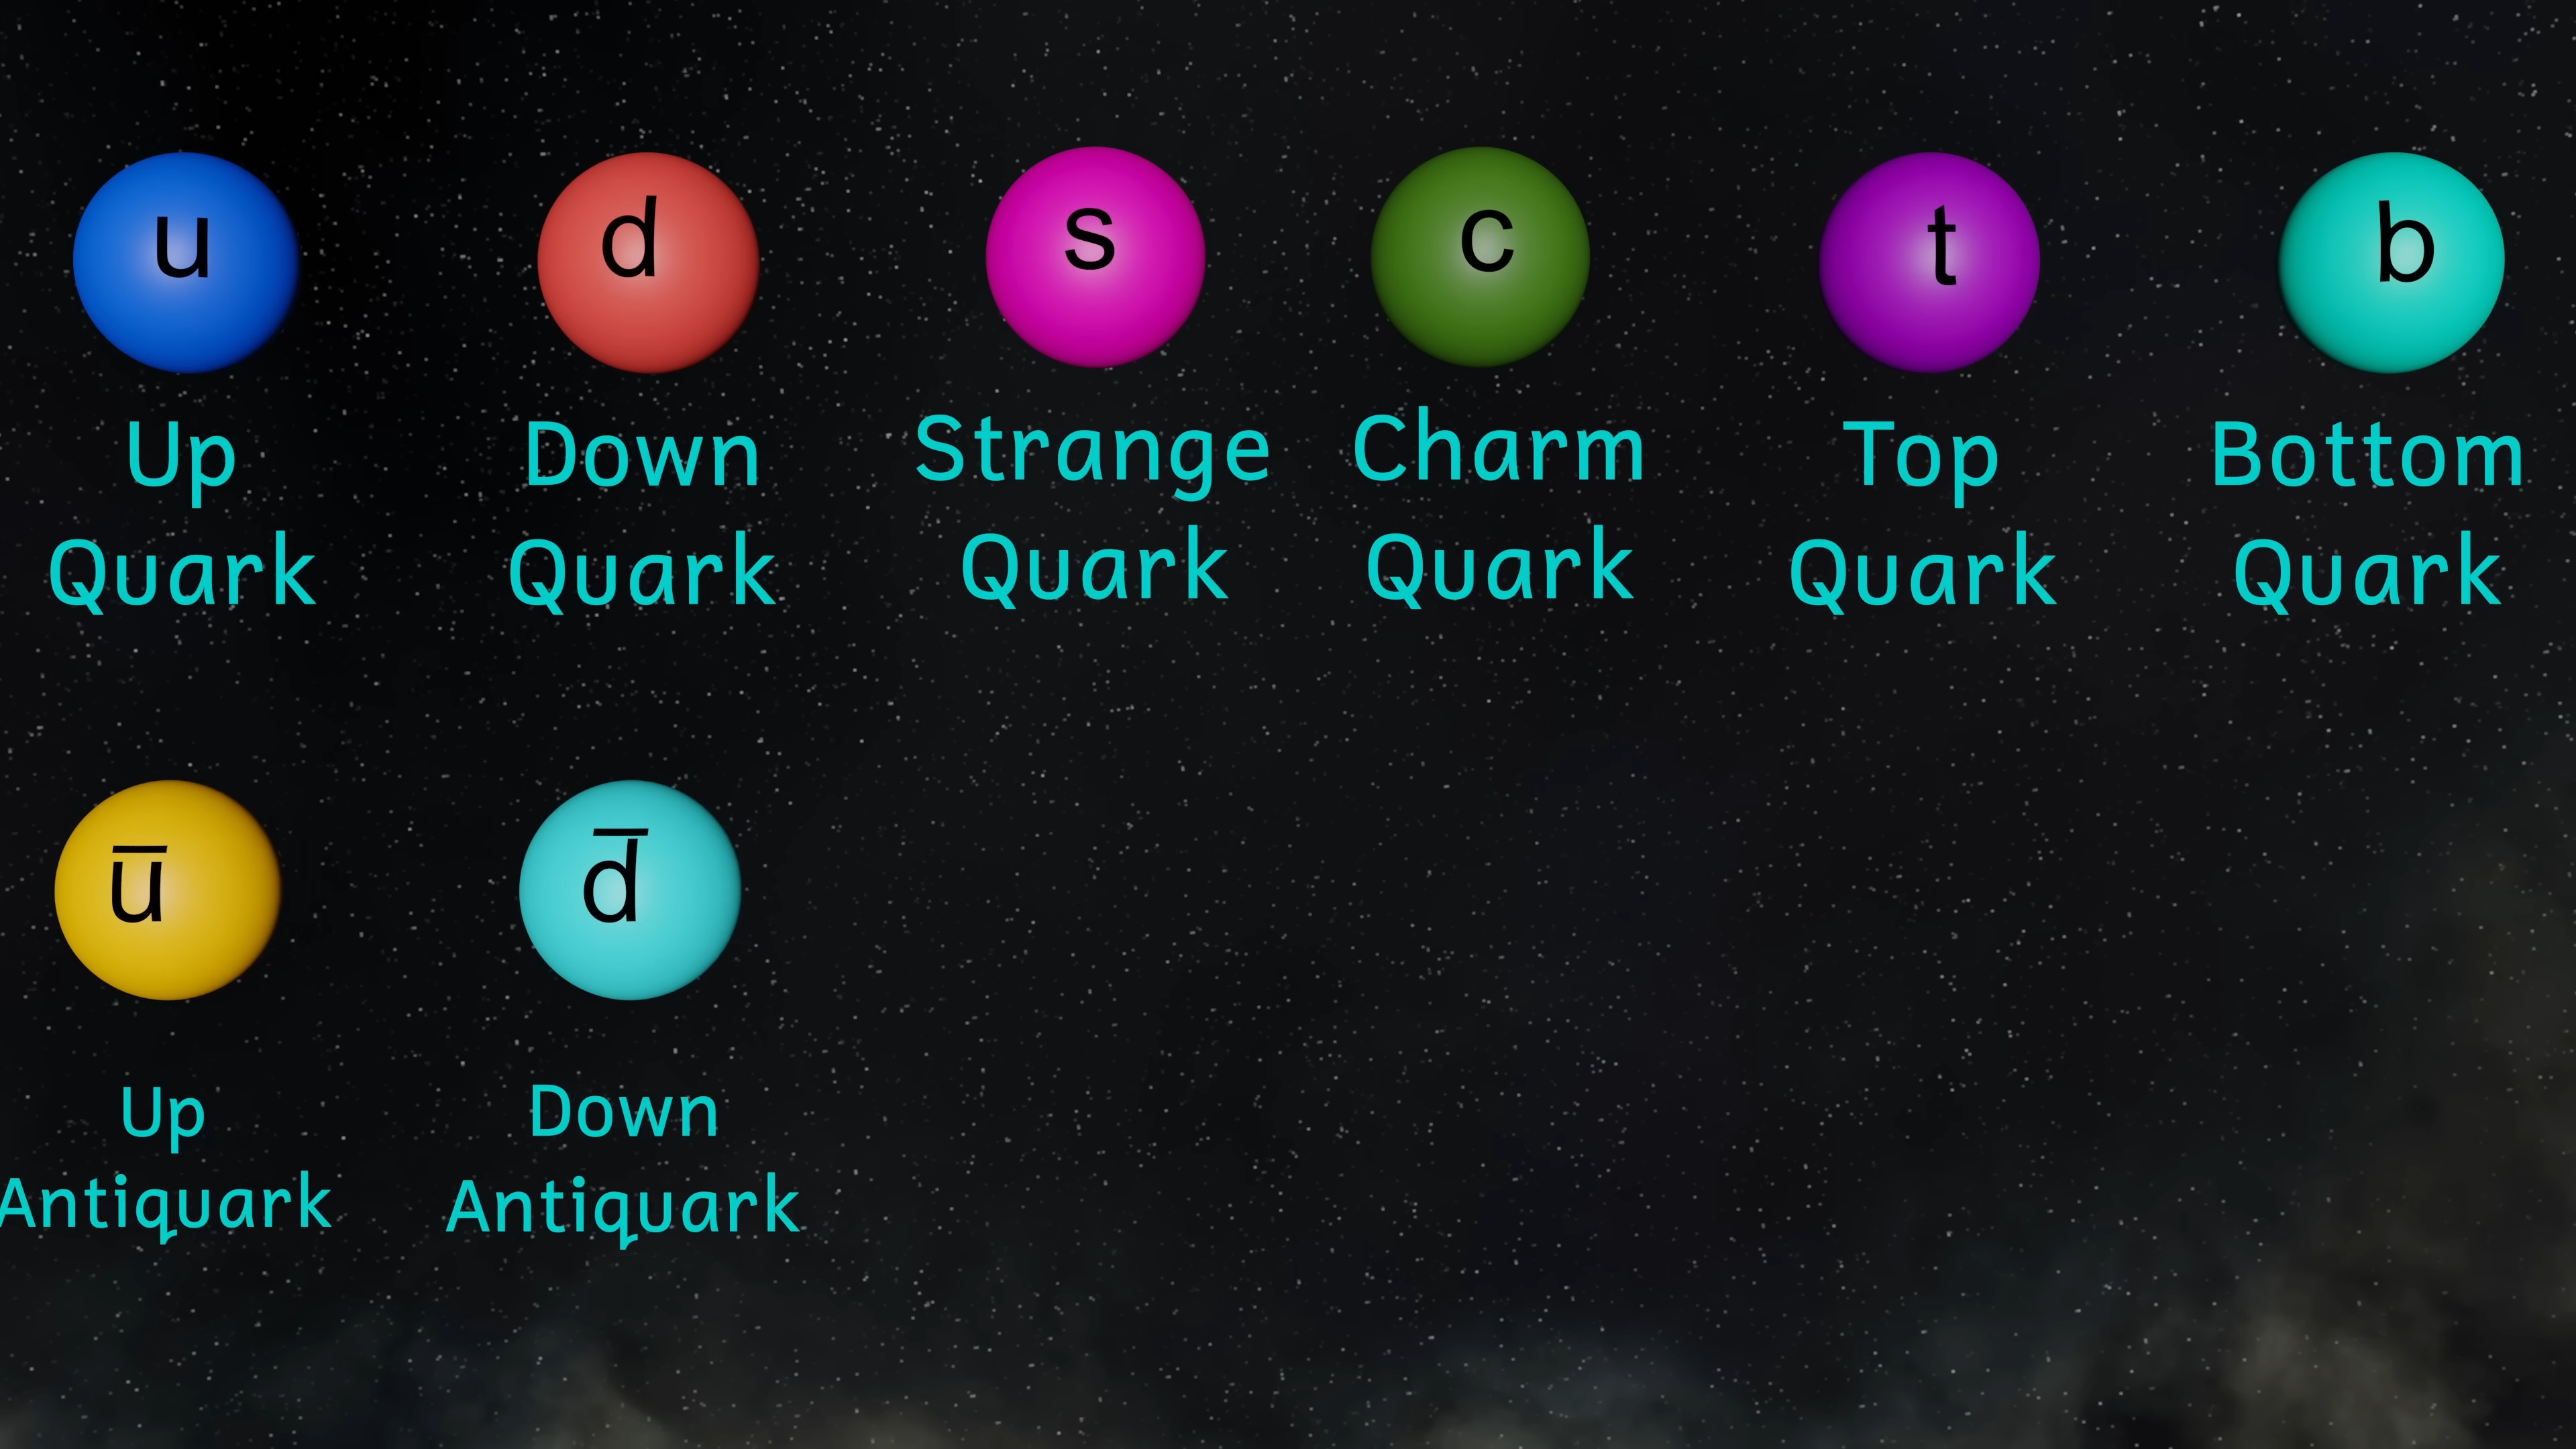 u d s c t b
Up Down Strange Charm Top Bottom
Quark Quark Quark Quark Quark Quark
u̅ d̅
Up Down
Antiquark Antiquark